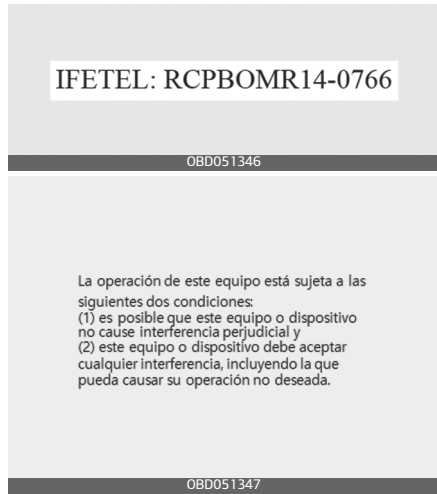 IFETEL: RCPBOMR14-0766
OBD051346
La operación de este equipo está sujeta a las
siguientes dos condiciones:
(1) es posible que este equipo o dispositivo
no cause interferencia perjudicial y
(2) este equipo o dispositivo debe aceptar
cualquier interferencia, incluyendo la que
pueda causar su operación no deseada.
OBD051347